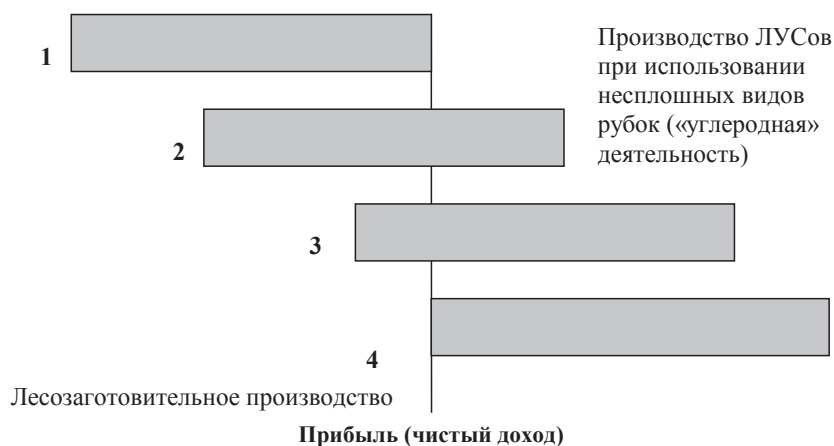 1
Производство ЛУСов
при использовании
несплошных видов
рубок («углеродная»
деятельность)
2
3
4
Лесозаготовительное производство
Прибыль (чистый доход)